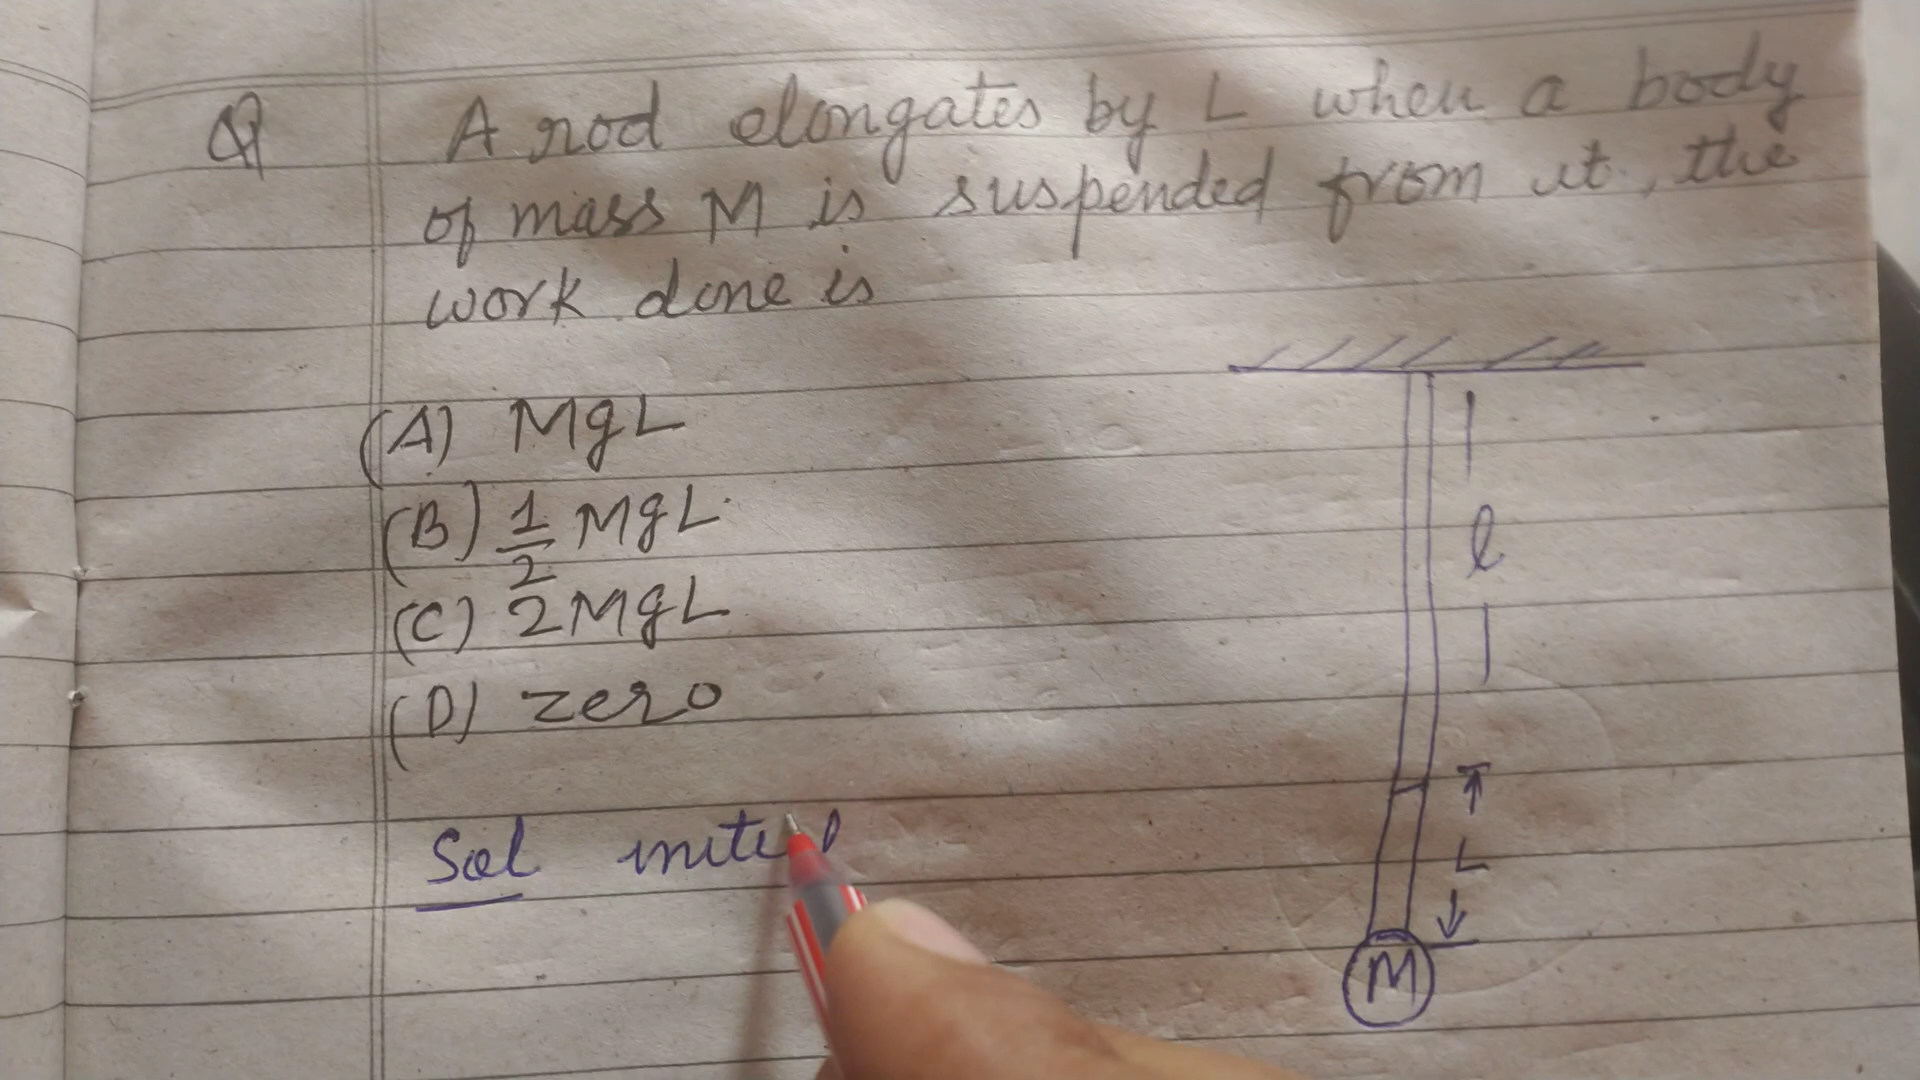 Q A rod elongates by L when a body
of mass M is suspended from it, the
work done is
(A) MgL
(B) 1/2 MgL
(C) 2MgL
(D) zero
l
L
M
Sol